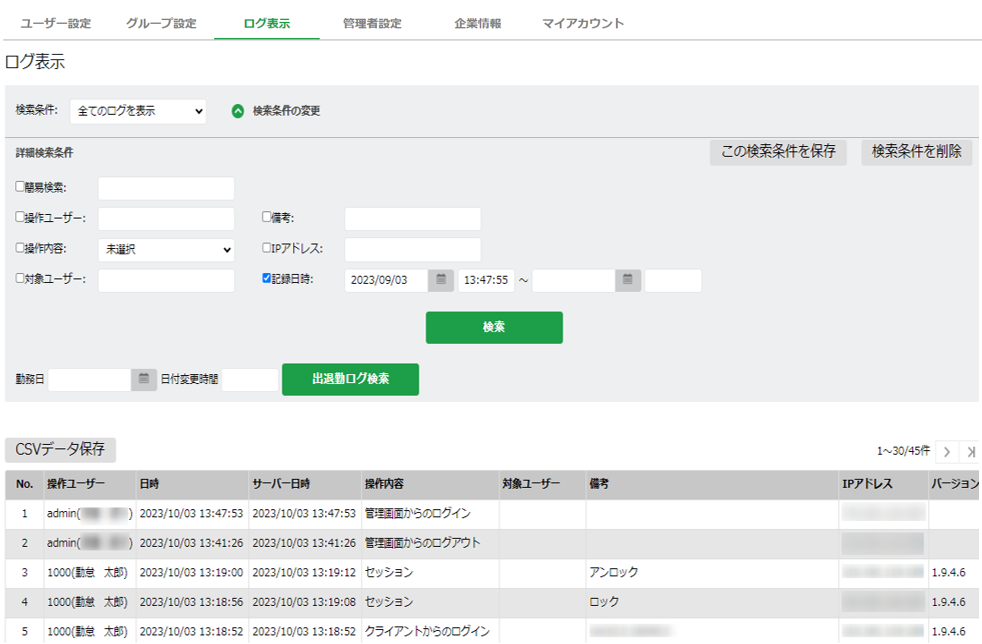 ユーザー設定 グループ設定 ログ表示 管理者設定 企業情報 マイアカウント
ログ表示
検索条件: 全てのログを表示 検索条件の変更
詳細検索条件 この検索条件を保存 検索条件を削除
簡易検索:
操作ユーザー: 備考:
操作内容: 未選択 IPアドレス:
対象ユーザー: 記録日時: 2023/09/03 13:47:55 ～
検索
勤務日 日付変更時間 出退勤ログ検索
CSVデータ保存 1～30/45件
No. 操作ユーザー 日時 サーバー日時 操作内容 対象ユーザー 備考 IPアドレス バージョン
1 admin( ) 2023/10/03 13:47:53 2023/10/03 13:47:53 管理画面からのログイン
2 admin( ) 2023/10/03 13:41:26 2023/10/03 13:41:26 管理画面からのログアウト
3 1000(勤怠 太郎) 2023/10/03 13:19:00 2023/10/03 13:19:12 セッション アンロック 1.9.4.6
4 1000(勤怠 太郎) 2023/10/03 13:18:56 2023/10/03 13:19:08 セッション ロック 1.9.4.6
5 1000(勤怠 太郎) 2023/10/03 13:18:52 2023/10/03 13:18:52 クライアントからのログイン 1.9.4.6